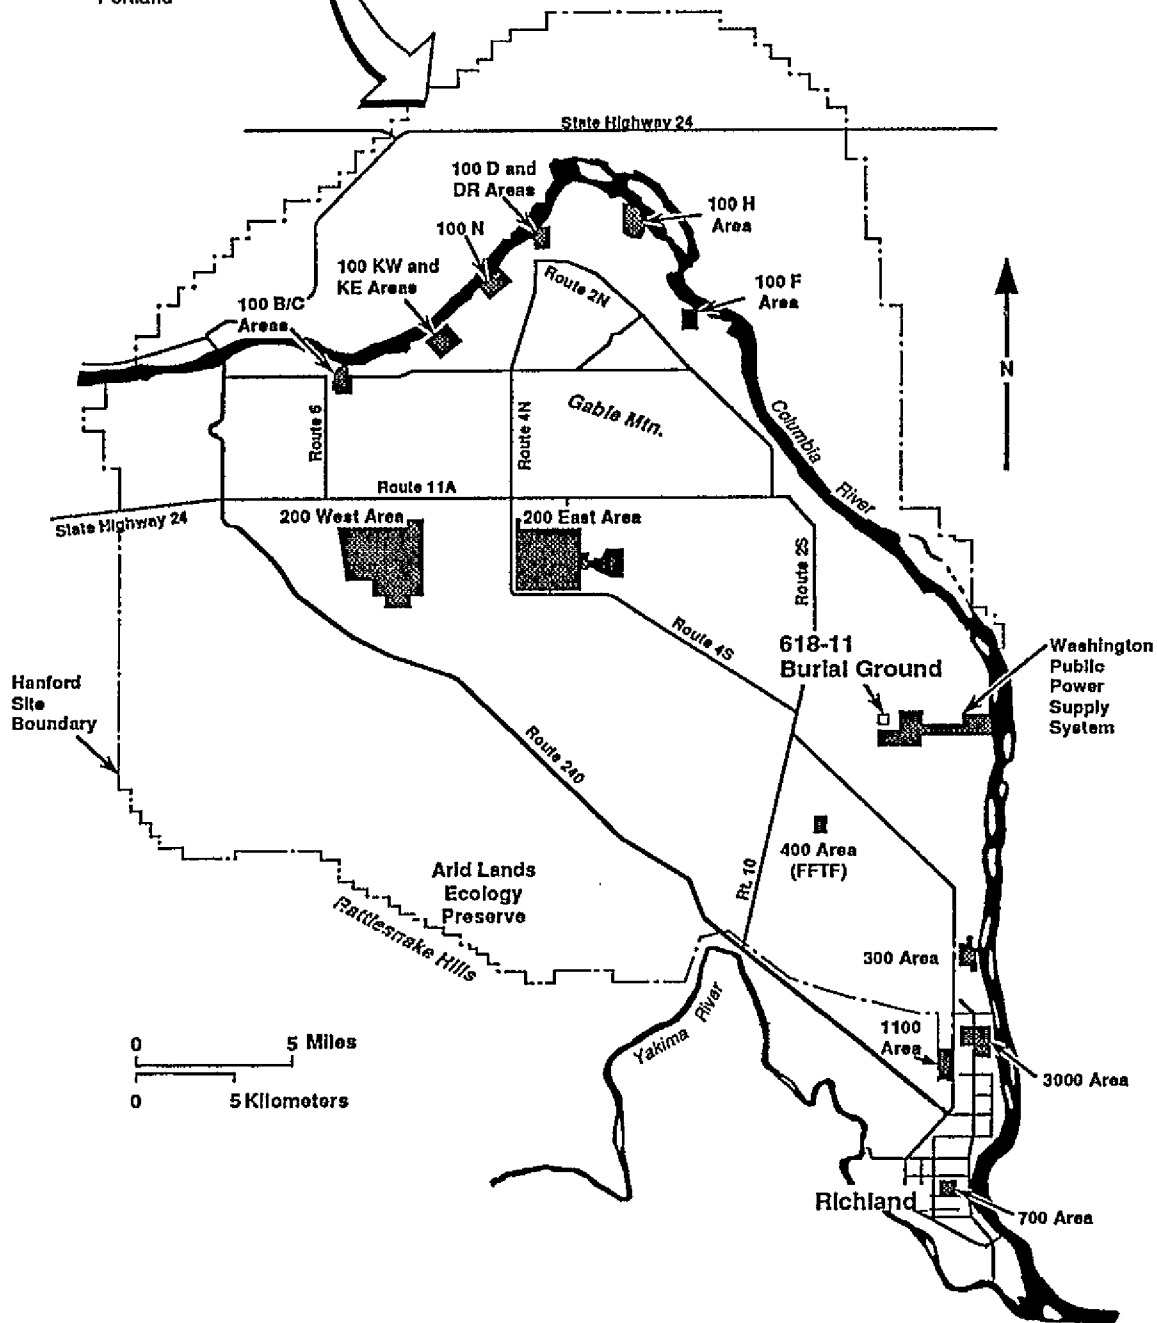 Portland
State Highway 24
100 D and
DR Areas
100 H
Area
100 N
100 KW and
KE Areas
Route 2N
100 F
Area
100 B/C
Areas
N
Gable Mtn.
Route 6
Route 4N
Columbia
River
Route 11A
State Highway 24
200 West Area
200 East Area
Route 2S
Route 4S
618-11
Burial Ground
Washington
Public
Power
Supply
System
Hanford
Site
Boundary
Route 240
400 Area
(FFTF)
Rt. 10
Arid Lands
Ecology
Preserve
Rattlesnake Hills
300 Area
Yakima River
1100
Area
0 5 Miles
0 5 Kilometers
3000 Area
Richland
700 Area